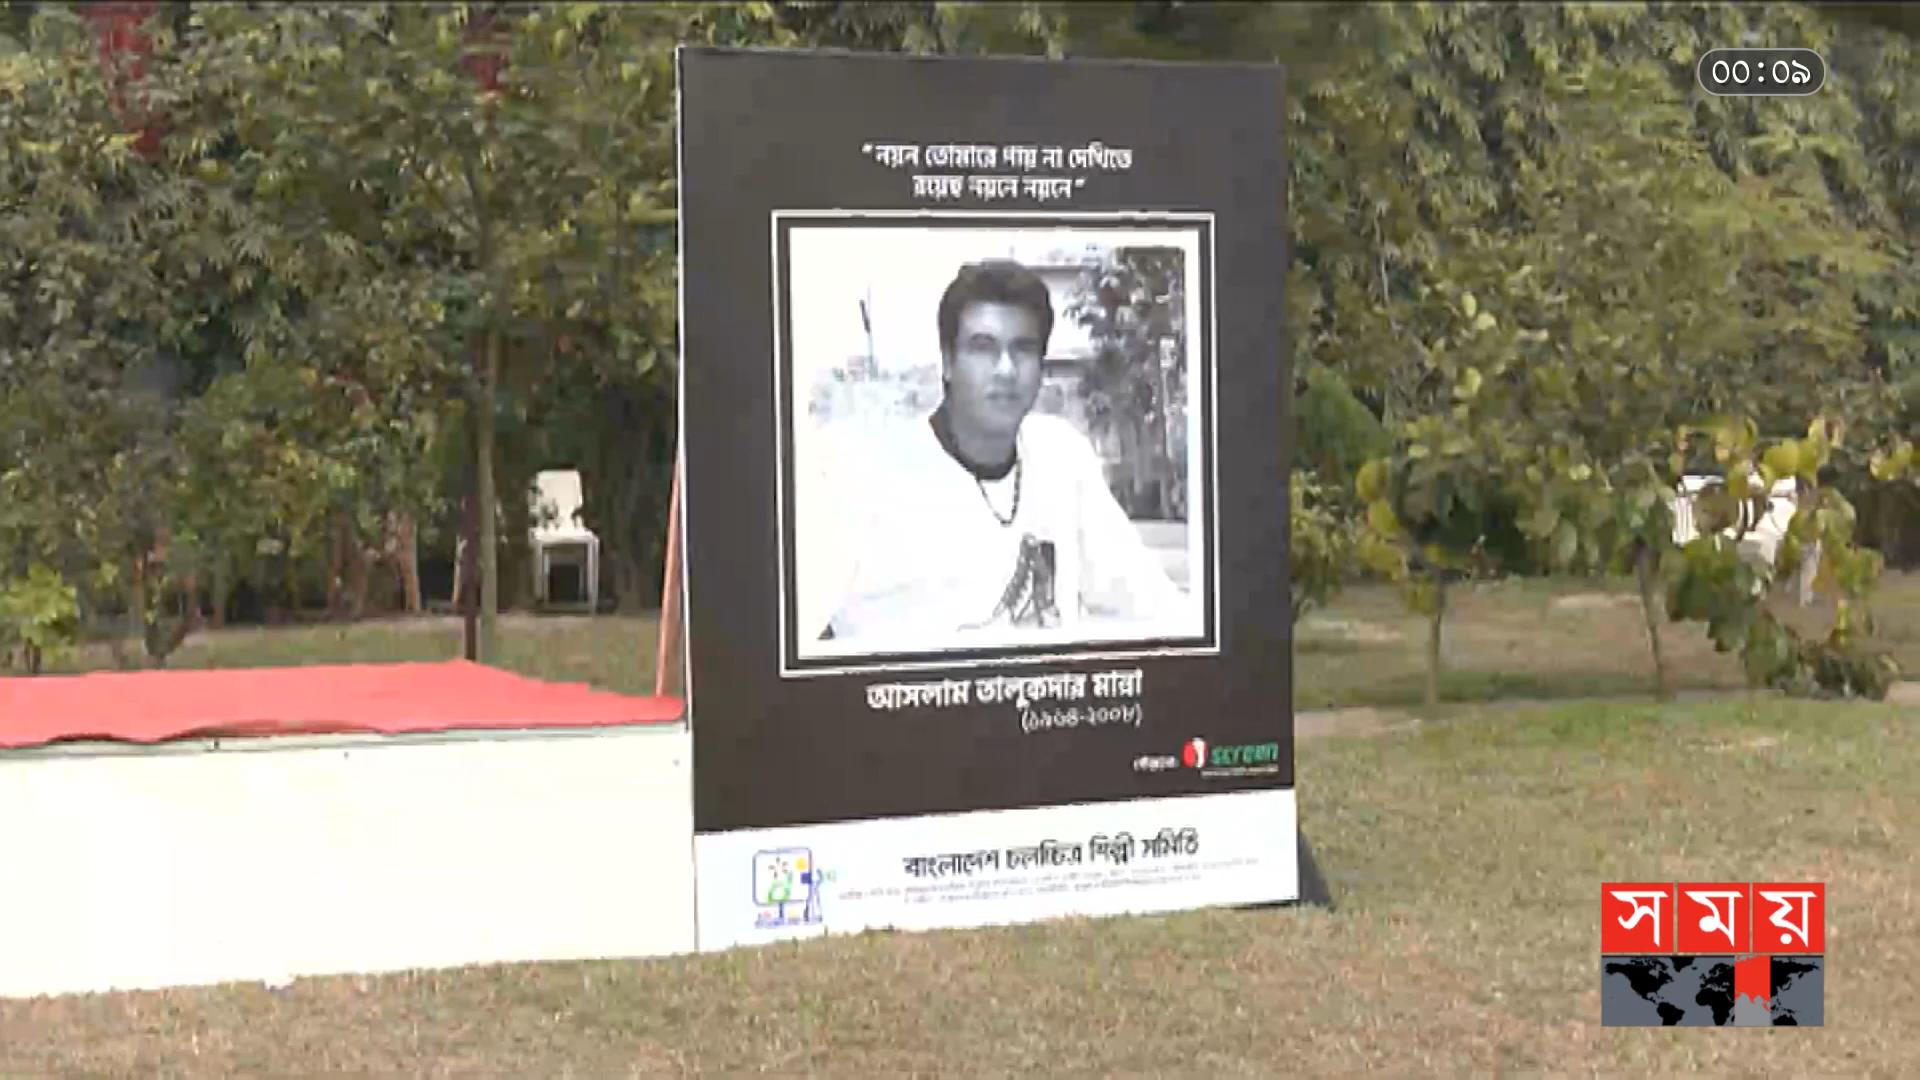 ০০:০৯
"নয়ন তোমারে পায় না দেখিতে
রয়েছ নয়নে নয়নে"
আসলাম তালুকদার মান্না
(১৯৬৪-২০০৮)
screen
বাংলাদেশ চলচ্চিত্র শিল্পী সমিতি
সময়